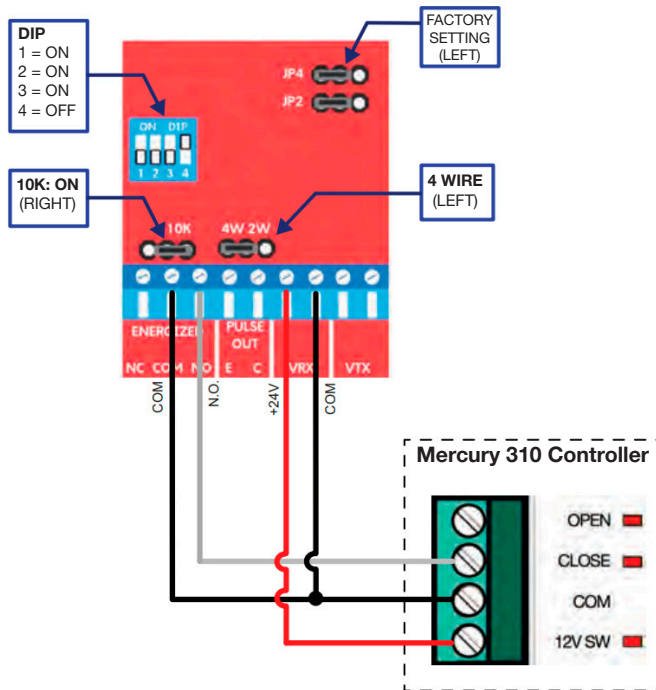 DIP
1 = ON
2 = ON
3 = ON
4 = OFF
FACTORY
SETTING
(LEFT)
JP4
JP2
ON DIP
1 2 3 4
10K: ON
(RIGHT)
4 WIRE
(LEFT)
10K
4W 2W
ENERGIZED
PULSE
OUT
VRX
VTX
NC COM NO E C
COM
N.O.
+24V
COM
Mercury 310 Controller
OPEN
CLOSE
COM
12V SW